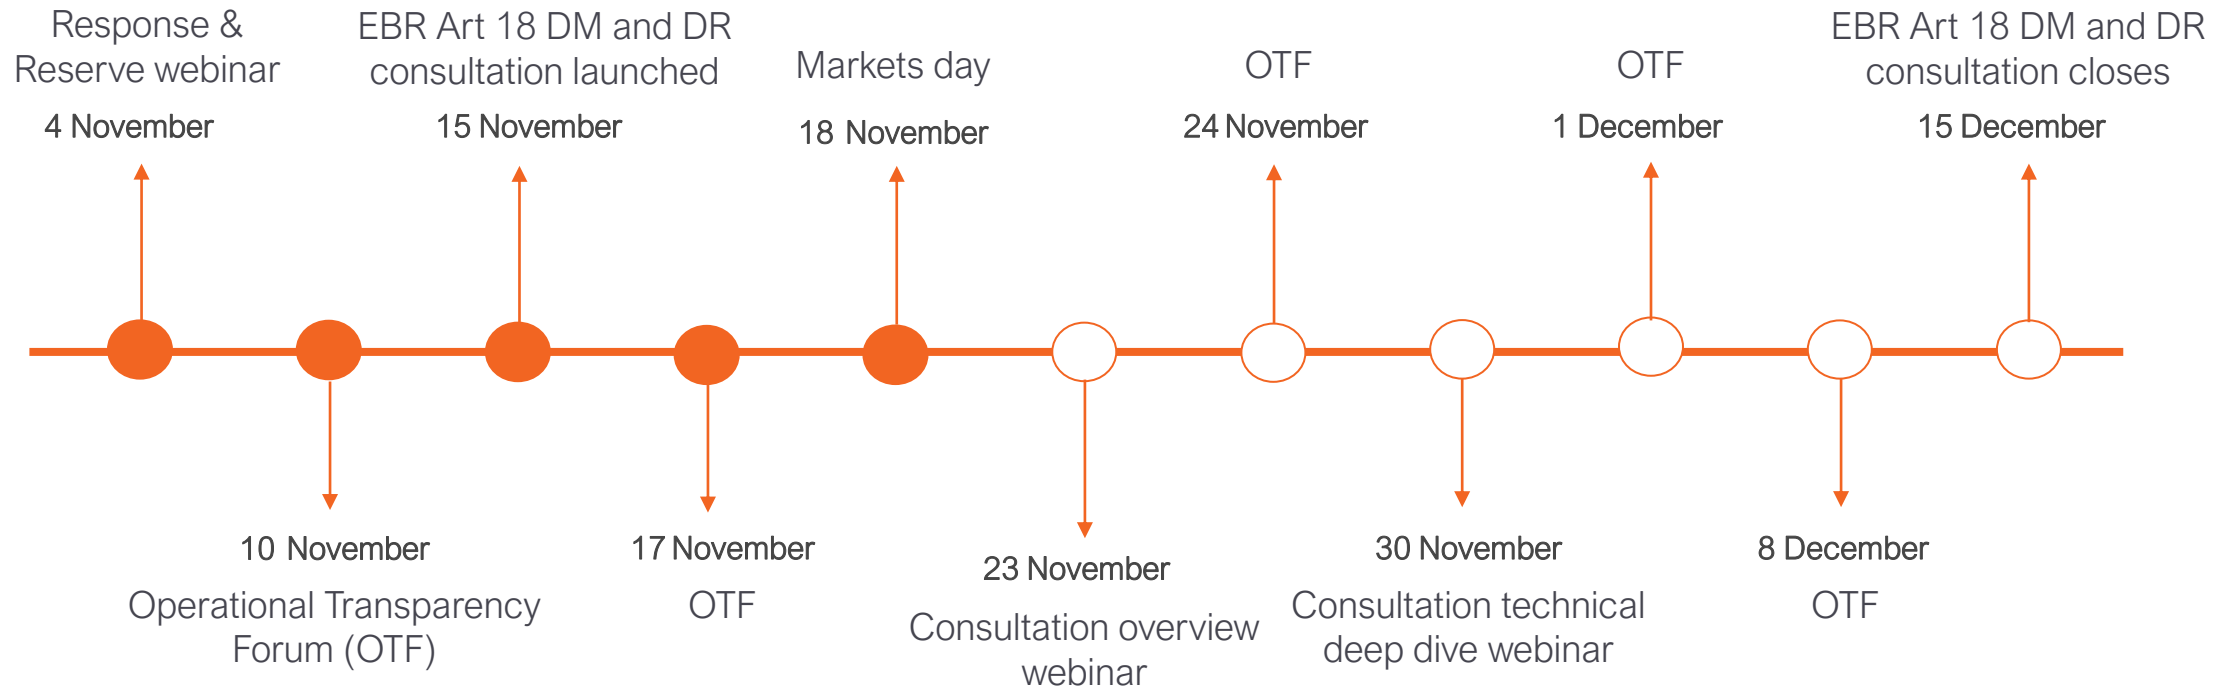 Response &
Reserve webinar
4 November
EBR Art 18 DM and DR
consultation launched
15 November
Markets day
18 November
OTF
24 November
OTF
1 December
EBR Art 18 DM and DR
consultation closes
15 December
10 November
Operational Transparency
Forum (OTF)
17 November
OTF
23 November
Consultation overview
webinar
30 November
Consultation technical
deep dive webinar
8 December
OTF